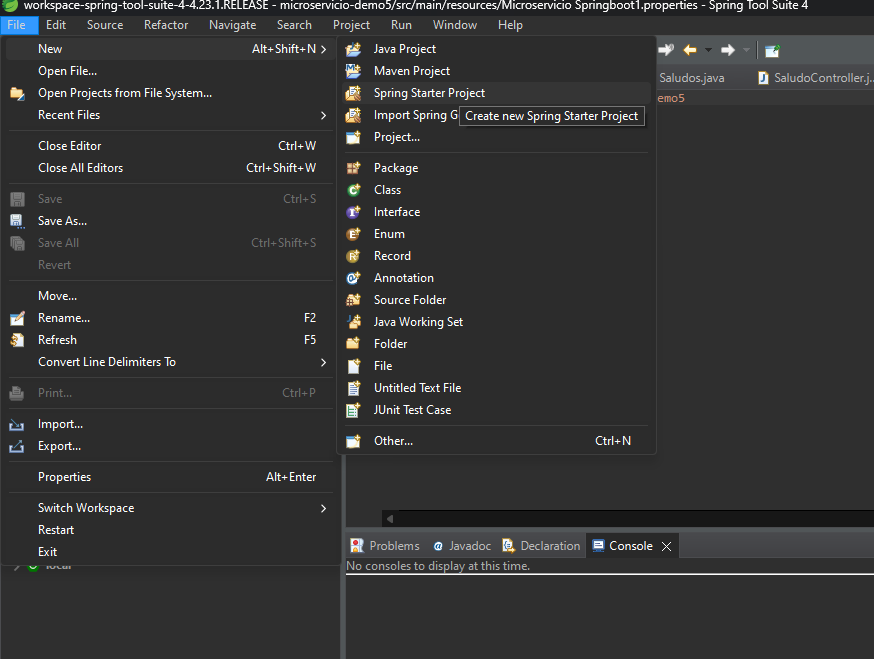 workspace-spring-tool-suite-4-4.23.1.RELEASE - microservicio-demo5/src/main/resources/Microservicio Springboot1.properties - Spring Tool Suite 4
File Edit Source Refactor Navigate Search Project Run Window Help
New Alt+Shift+N
Open File...
Open Projects from File System...
Recent Files
Close Editor Ctrl+W
Close All Editors Ctrl+Shift+W
Save Ctrl+S
Save As...
Save All Ctrl+Shift+S
Revert
Move...
Rename... F2
Refresh F5
Convert Line Delimiters To
Print... Ctrl+P
Import...
Export...
Properties Alt+Enter
Switch Workspace
Restart
Exit
local
Java Project
Maven Project
Spring Starter Project
Import Spring G
Create new Spring Starter Project
Project...
Package
Class
Interface
Enum
Record
Annotation
Source Folder
Java Working Set
Folder
File
Untitled Text File
JUnit Test Case
Other... Ctrl+N
Saludos.java SaludoController.j...
emo5
Problems Javadoc Declaration Console
No consoles to display at this time.